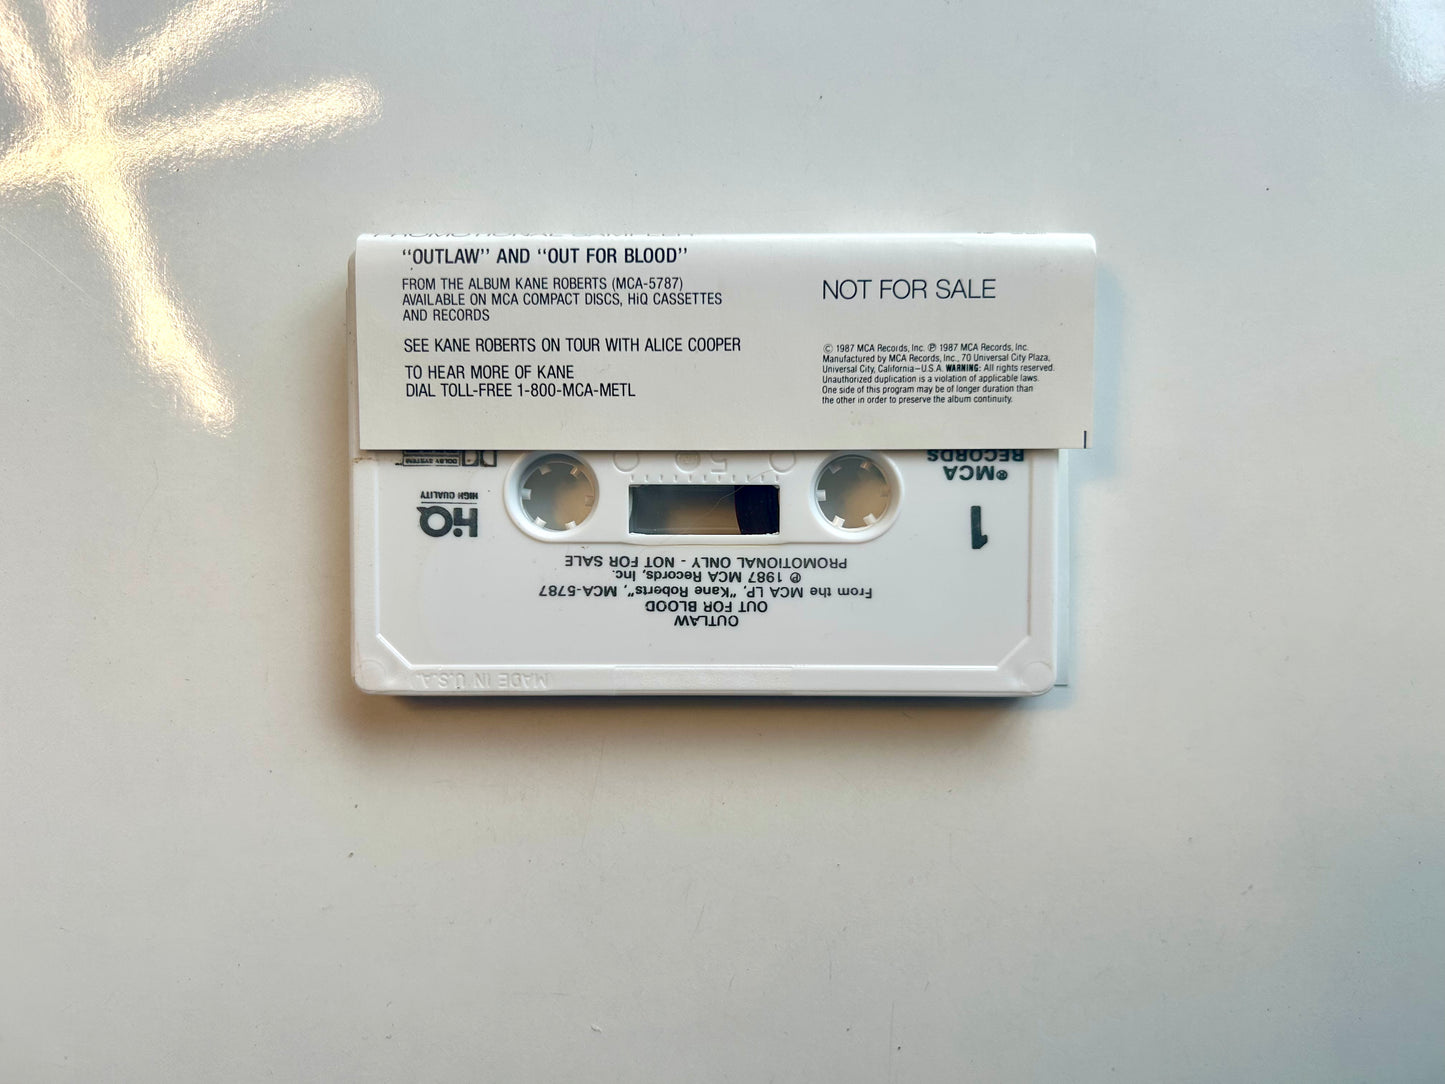 PROMOTIONAL SAMPLER
"OUTLAW" AND "OUT FOR BLOOD"
FROM THE ALBUM KANE ROBERTS (MCA-5787)
AVAILABLE ON MCA COMPACT DISCS, HiQ CASSETTES
AND RECORDS
SEE KANE ROBERTS ON TOUR WITH ALICE COOPER
TO HEAR MORE OF KANE
DIAL TOLL-FREE 1-800-MCA-METL
NOT FOR SALE
© 1987 MCA Records, Inc. ℗ 1987 MCA Records, Inc.
Manufactured by MCA Records, Inc., 70 Universal City Plaza,
Universal City, California–U.S.A. WARNING: All rights reserved.
Unauthorized duplication is a violation of applicable laws.
One side of this program may be of longer duration than
the other in order to preserve the album continuity.
MADE IN U.S.A.
OUTLAW
OUT FOR BLOOD
From the MCA LP, "Kane Roberts", MCA-5787
℗ 1987 MCA Records, Inc.
PROMOTIONAL ONLY - NOT FOR SALE
1
HiQ
HIGH QUALITY
®MCA
RECORDS
50
DOLBY SYSTEM